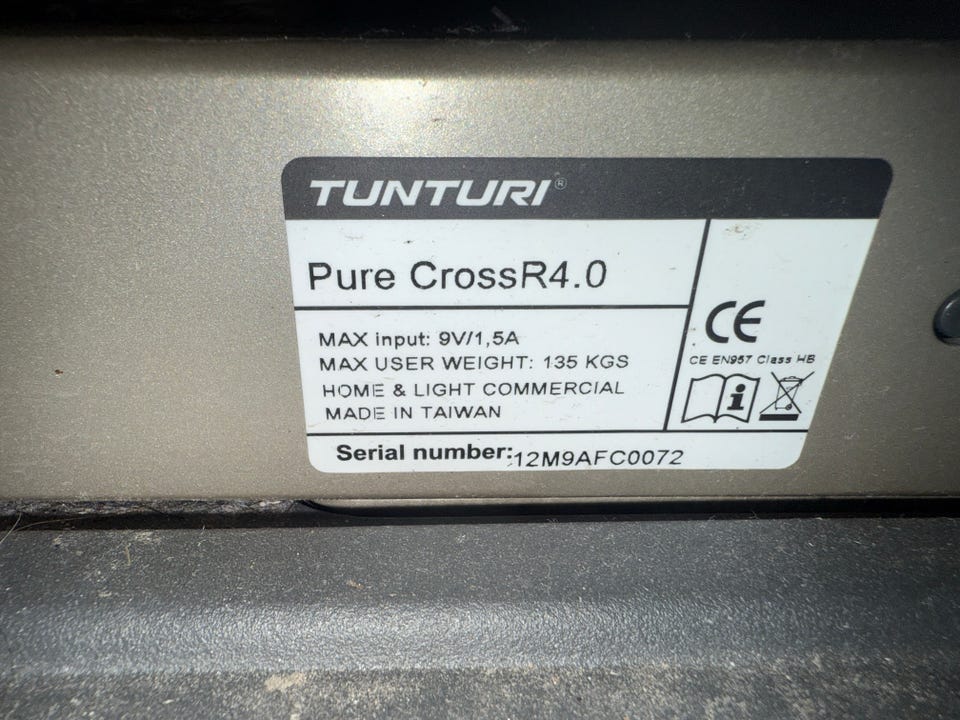 TUNTURI®
Pure CrossR4.0
MAX input: 9V/1,5A
MAX USER WEIGHT: 135 KGS
HOME & LIGHT COMMERCIAL
MADE IN TAIWAN
CE
CE EN957 Class HB
Serial number:12M9AFC0072